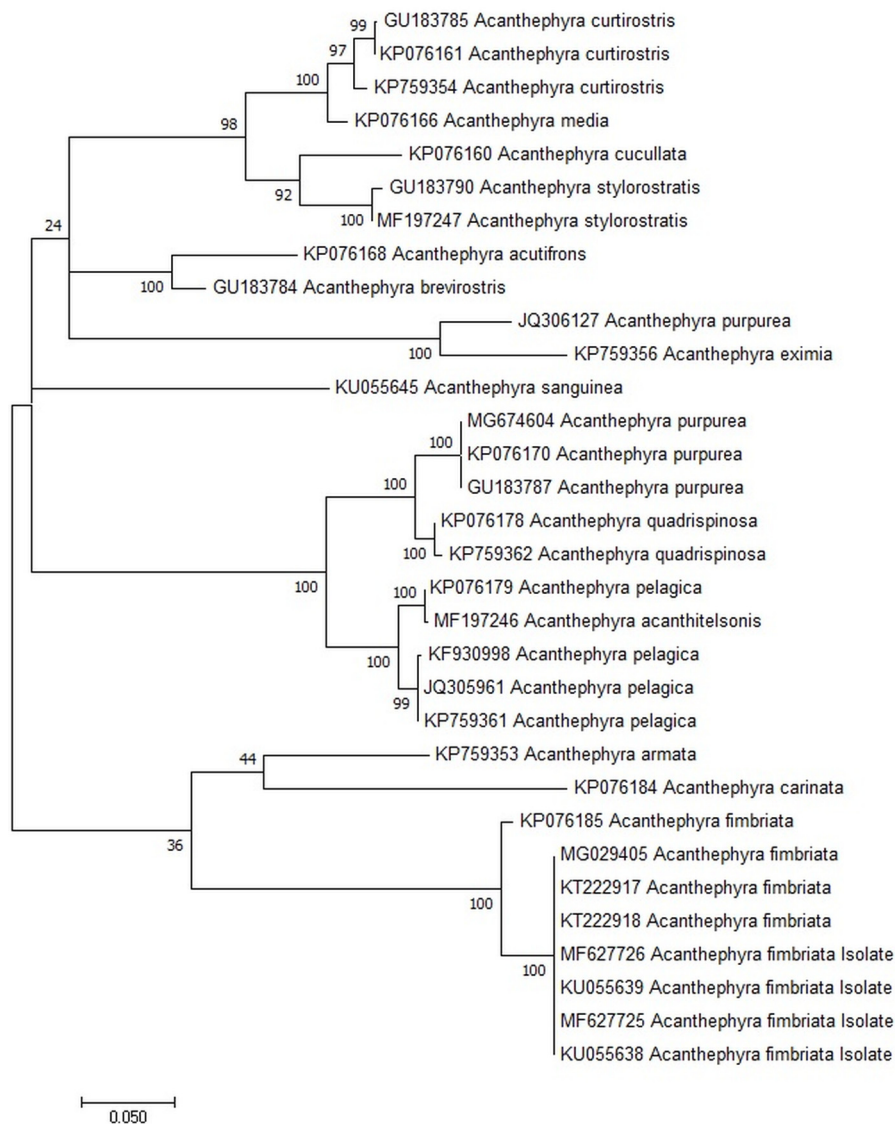 99
GU183785 Acanthephyra curtirostris
97
KP076161 Acanthephyra curtirostris
100
KP759354 Acanthephyra curtirostris
98
KP076166 Acanthephyra media
KP076160 Acanthephyra cucullata
92
GU183790 Acanthephyra stylorostratis
100
MF197247 Acanthephyra stylorostratis
24
KP076168 Acanthephyra acutifrons
100
GU183784 Acanthephyra brevirostris
JQ306127 Acanthephyra purpurea
100
KP759356 Acanthephyra eximia
KU055645 Acanthephyra sanguinea
MG674604 Acanthephyra purpurea
100
KP076170 Acanthephyra purpurea
100
GU183787 Acanthephyra purpurea
KP076178 Acanthephyra quadrispinosa
100
KP759362 Acanthephyra quadrispinosa
100
KP076179 Acanthephyra pelagica
100
MF197246 Acanthephyra acanthitelsonis
100
KF930998 Acanthephyra pelagica
JQ305961 Acanthephyra pelagica
99
KP759361 Acanthephyra pelagica
KP759353 Acanthephyra armata
44
KP076184 Acanthephyra carinata
36
KP076185 Acanthephyra fimbriata
MG029405 Acanthephyra fimbriata
KT222917 Acanthephyra fimbriata
100
KT222918 Acanthephyra fimbriata
MF627726 Acanthephyra fimbriata Isolate
100
KU055639 Acanthephyra fimbriata Isolate
MF627725 Acanthephyra fimbriata Isolate
KU055638 Acanthephyra fimbriata Isolate
0.050